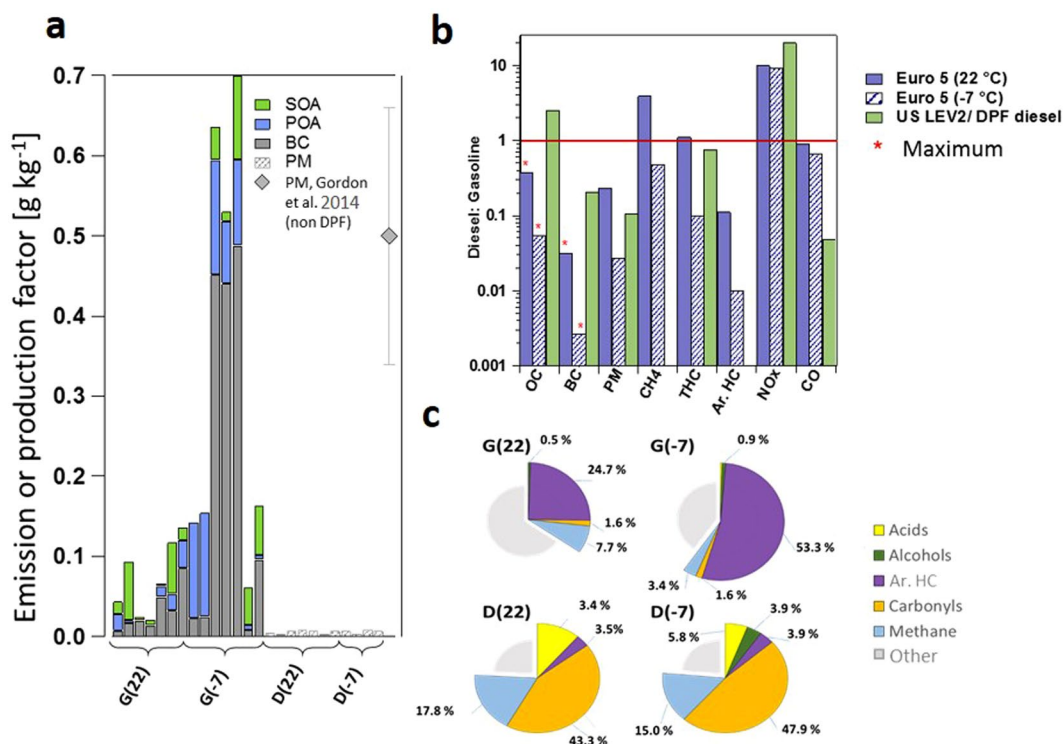 a
Emission or production factor [g kg-1]
0.7
0.6
0.5
0.4
0.3
0.2
0.1
0.0
SOA
POA
BC
PM
PM, Gordon
et al. 2014
(non DPF)
G(22)
G(-7)
D(22)
D(-7)
b
Diesel: Gasoline
10
1
0.1
0.01
0.001
* * * *
OC
BC
PM
CH4
THC
Ar. HC
NOx
CO
Euro 5 (22 °C)
Euro 5 (-7 °C)
US LEV2/ DPF diesel
* Maximum
c
G(22)
0.5 %
24.7 %
1.6 %
7.7 %
G(-7)
0.9 %
53.3 %
1.6 %
3.4 %
D(22)
3.4 %
3.5%
43.3 %
17.8 %
D(-7)
5.8 %
3.9 %
3.9 %
47.9 %
15.0 %
Acids
Alcohols
Ar. HC
Carbonyls
Methane
Other